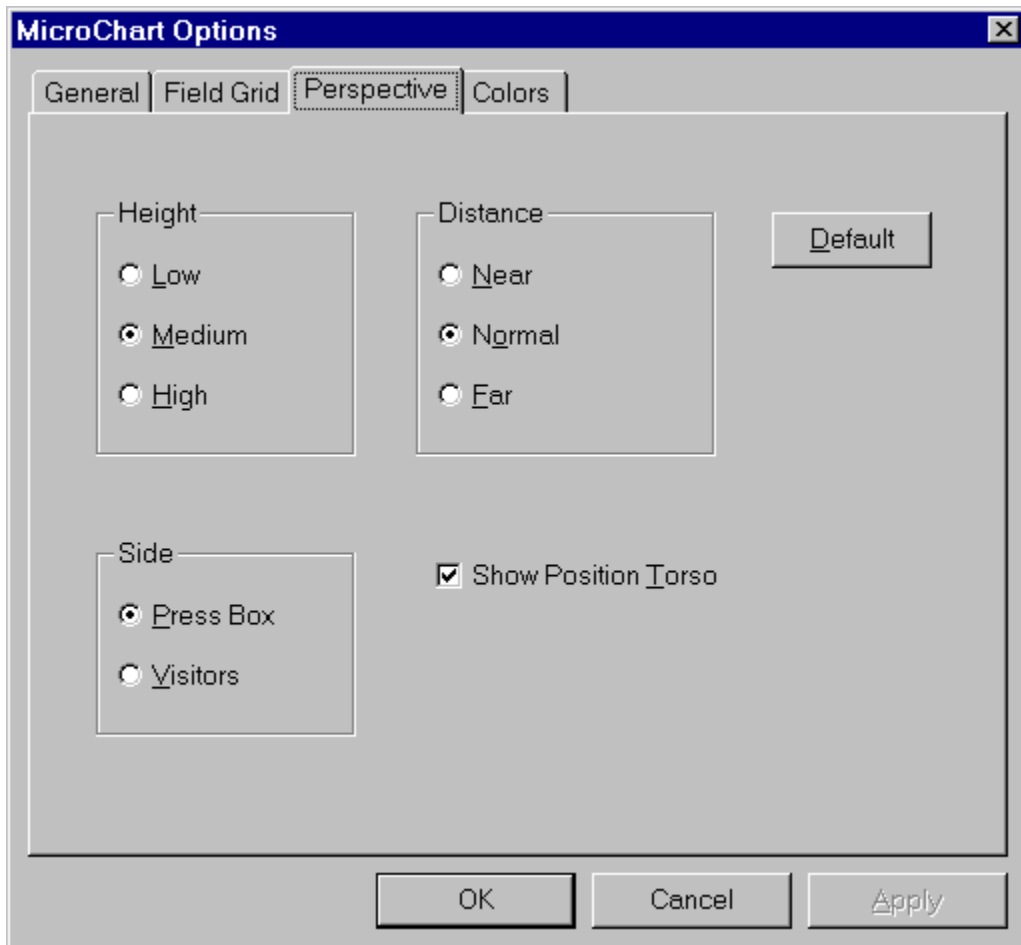 MicroChart Options
General Field Grid Perspective Colors
Height
Low
Medium
High
Distance
Near
Normal
Far
Default
Side
Press Box
Visitors
Show Position Torso
OK Cancel Apply